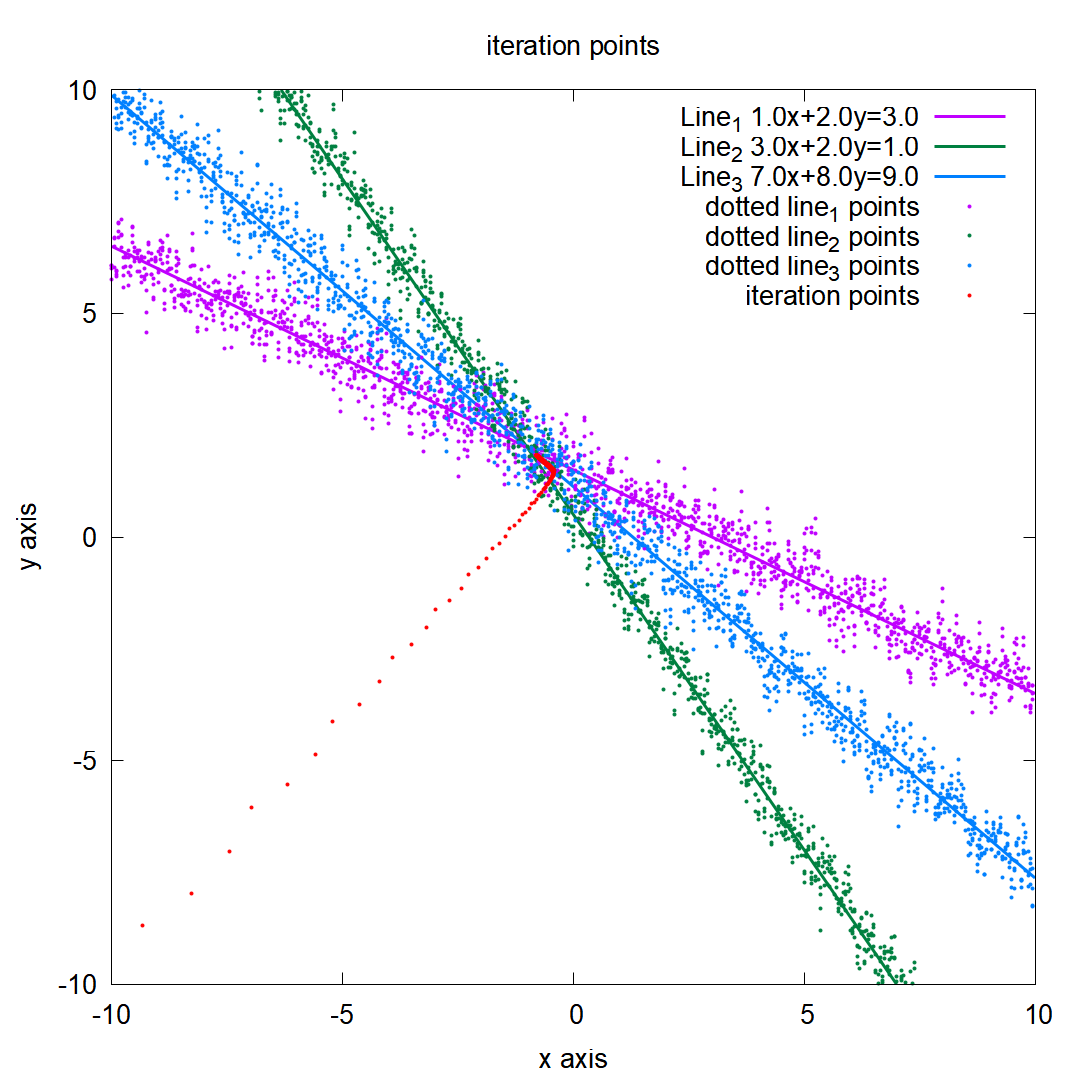 iteration points
Line1 1.0x+2.0y=3.0
Line2 3.0x+2.0y=1.0
Line3 7.0x+8.0y=9.0
dotted line1 points
dotted line2 points
dotted line3 points
iteration points
10
5
0
-5
-10
y axis
-10 -5 0 5 10
x axis